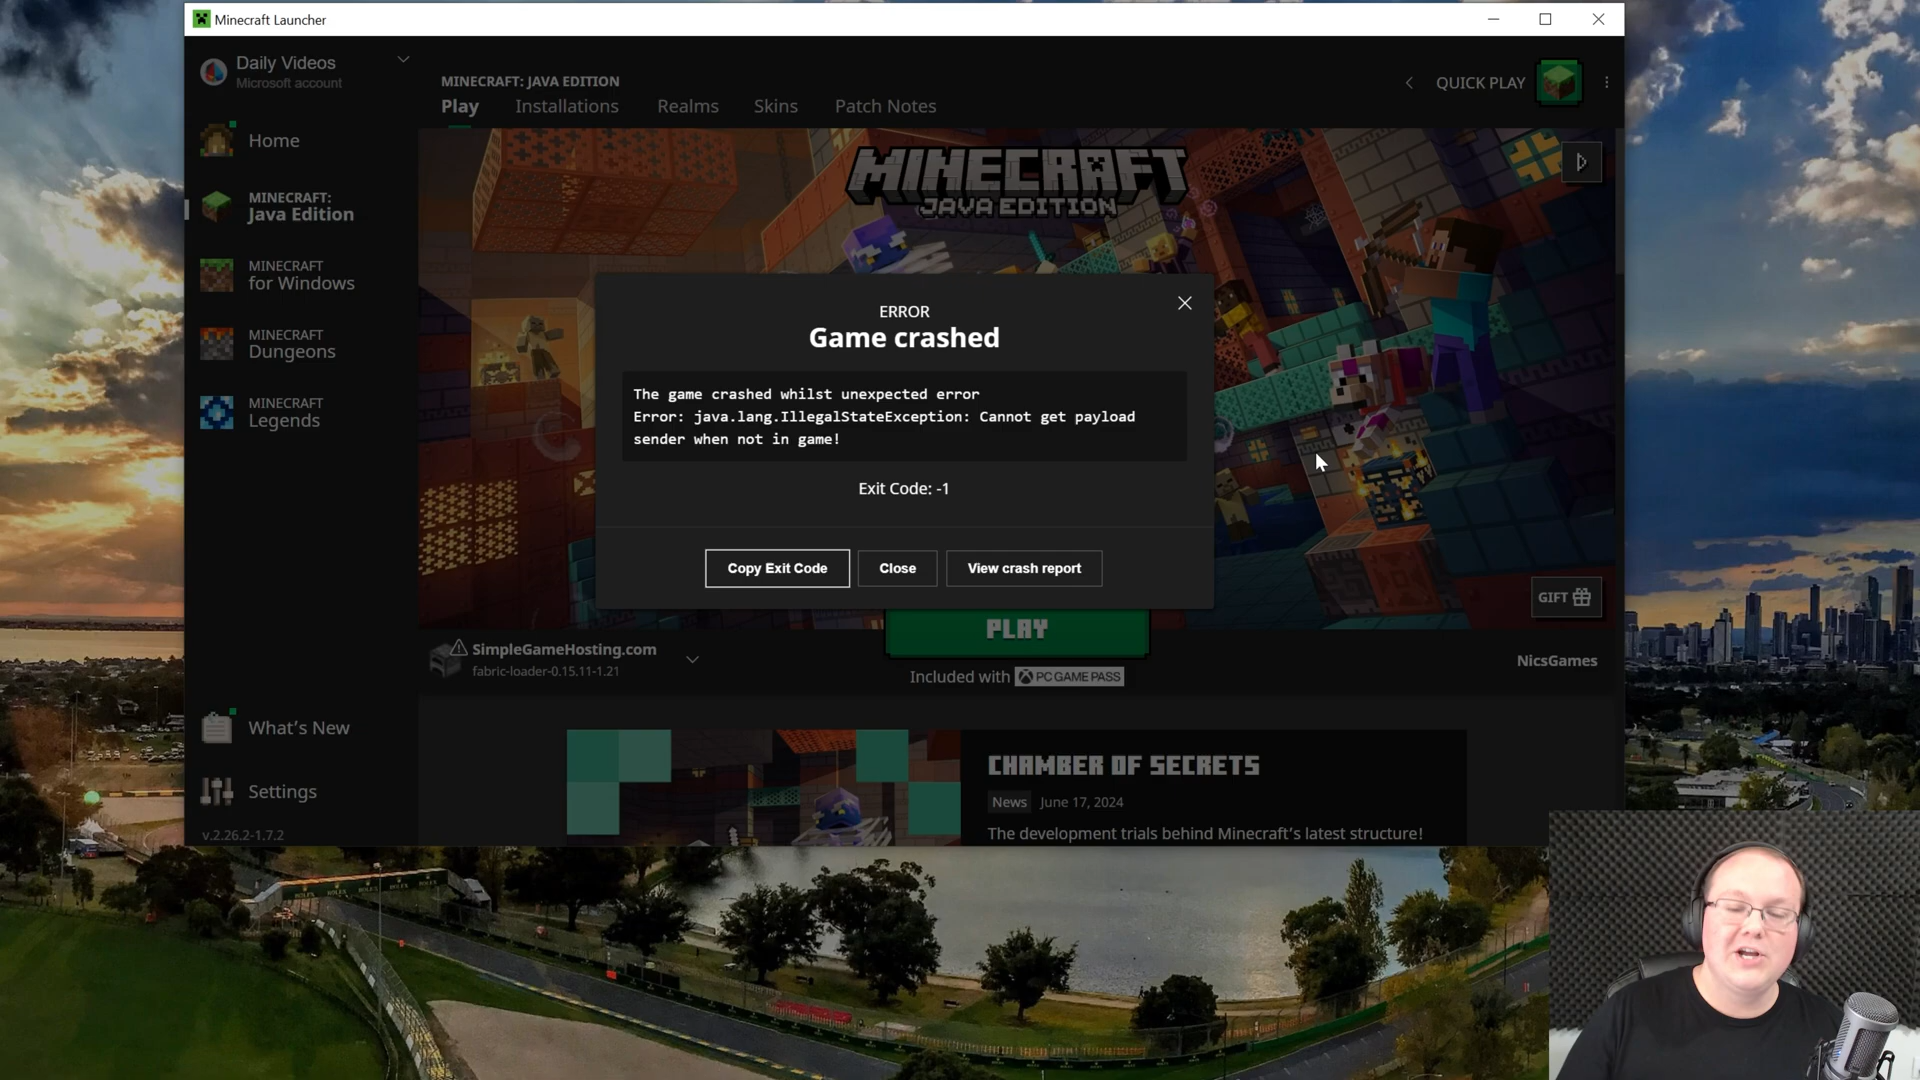 Minecraft Launcher
Daily Videos
Microsoft account
Home
MINECRAFT:
Java Edition
MINECRAFT
for Windows
MINECRAFT
Dungeons
MINECRAFT
Legends
What's New
Settings
v.2.26.2-1.7.2
MINECRAFT: JAVA EDITION
Play Installations Realms Skins Patch Notes
QUICK PLAY
MINECRAFT
JAVA EDITION
ERROR
Game crashed
The game crashed whilst unexpected error
Error: java.lang.IllegalStateException: Cannot get payload
sender when not in game!
Exit Code: -1
Copy Exit Code Close View crash report
GIFT
PLAY
SimpleGameHosting.com
fabric-loader-0.15.11-1.21
Included with PC GAME PASS
NicsGames
CHAMBER OF SECRETS
News June 17, 2024
The development trials behind Minecraft's latest structure!
ROLEX ROLEX ROLEX ROLEX